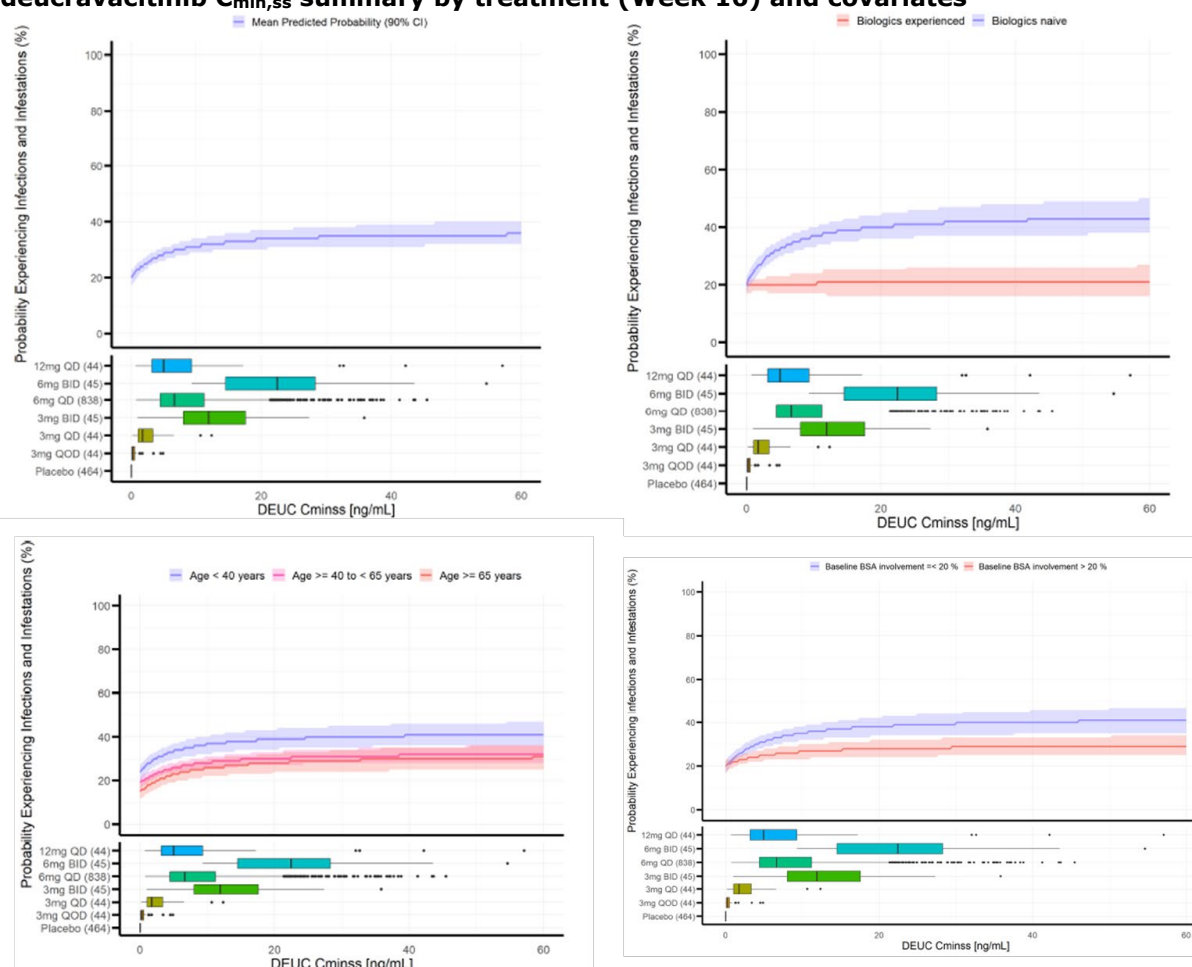 deucravacitinib Cmin,ss summary by treatment (Week 16) and covariates
Mean Predicted Probability (90% CI)
Probability Experiencing Infections and Infestations (%)
100
80
60
40
20
0
12mg QD (44)
6mg BID (45)
6mg QD (838)
3mg BID (45)
3mg QD (44)
3mg QOD (44)
Placebo (464)
0 20 40 60
DEUC Cminss [ng/mL]
Biologics experienced Biologics naive
Probability Experiencing Infections and Infestations (%)
100
80
60
40
20
0
12mg QD (44)
6mg BID (45)
6mg QD (838)
3mg BID (45)
3mg QD (44)
3mg QOD (44)
Placebo (464)
0 20 40 60
DEUC Cminss [ng/mL]
Age < 40 years Age >= 40 to < 65 years Age >= 65 years
Probability Experiencing Infections and Infestations (%)
100
80
60
40
20
0
12mg QD (44)
6mg BID (45)
6mg QD (838)
3mg BID (45)
3mg QD (44)
3mg QOD (44)
Placebo (464)
0 20 40 60
DEUC Cminss [ng/mL]
Baseline BSA involvement =< 20 % Baseline BSA involvement > 20 %
Probability Experiencing Infections and Infestations (%)
100
80
60
40
20
0
12mg QD (44)
6mg BID (45)
6mg QD (838)
3mg BID (45)
3mg QD (44)
3mg QOD (44)
Placebo (464)
0 20 40 60
DEUC Cminss [ng/mL]